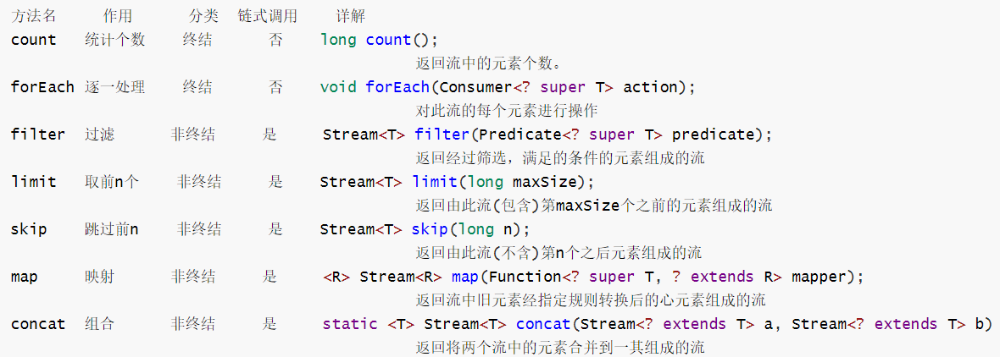 方法名 作用 分类 链式调用 详解
count 统计个数 终结 否 long count();
返回流中的元素个数。
forEach 逐一处理 终结 否 void forEach(Consumer<? super T> action);
对此流的每个元素进行操作
filter 过滤 非终结 是 Stream<T> filter(Predicate<? super T> predicate);
返回经过筛选，满足的条件的元素组成的流
limit 取前n个 非终结 是 Stream<T> limit(long maxSize);
返回由此流(包含)第maxSize个之前的元素组成的流
skip 跳过前n 非终结 是 Stream<T> skip(long n);
返回由此流(不含)第n个之后元素组成的流
map 映射 非终结 是 <R> Stream<R> map(Function<? super T, ? extends R> mapper);
返回流中旧元素经指定规则转换后的心元素组成的流
concat 组合 非终结 是 static <T> Stream<T> concat(Stream<? extends T> a, Stream<? extends T> b)
返回将两个流中的元素合并到一其组成的流